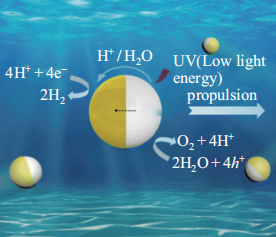 H⁺/H₂O
UV(Low light
energy)
propulsion
4H⁺+4e⁻
2H₂
O₂+4H⁺
2H₂O+4h⁺